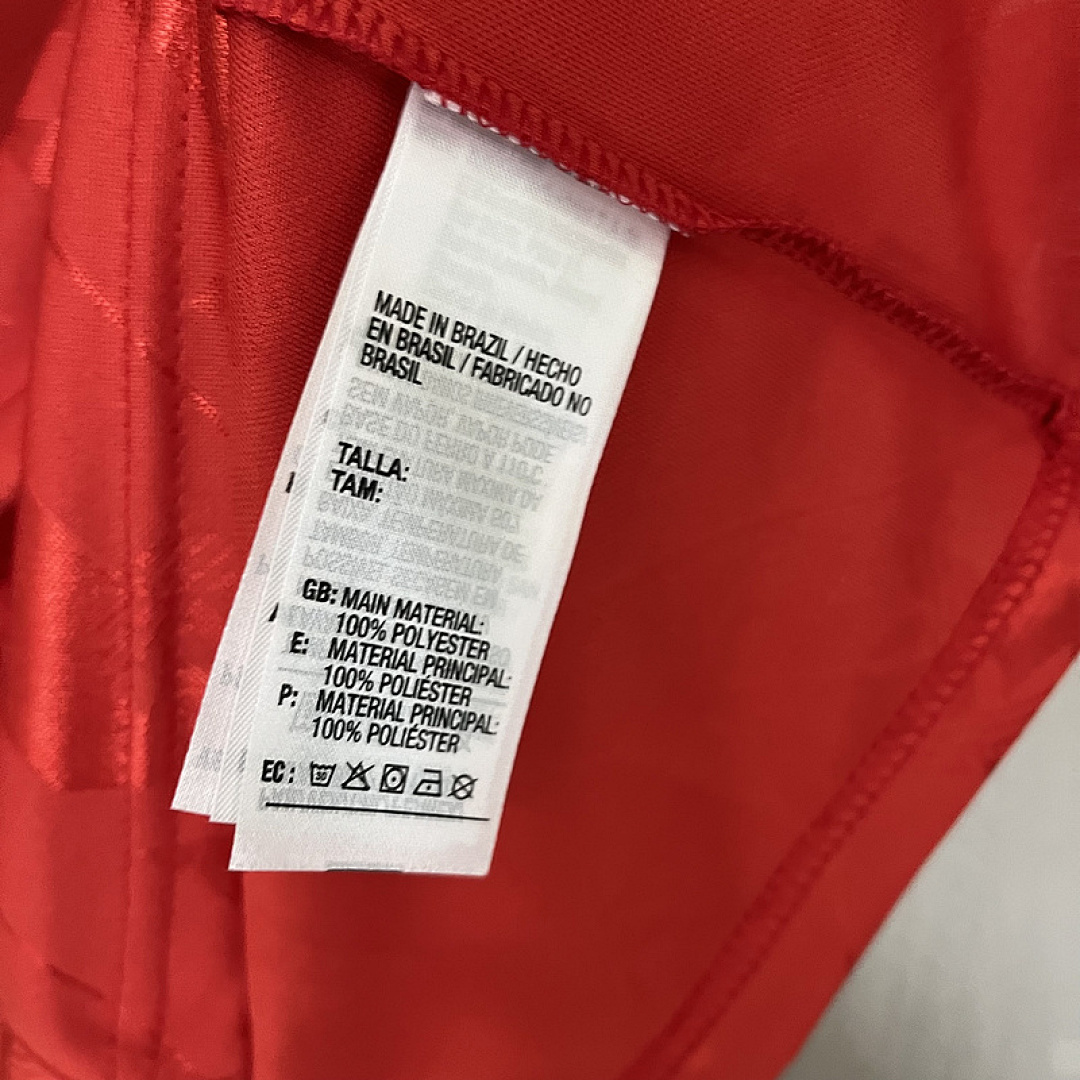 MADE IN BRAZIL / HECHO
EN BRASIL / FABRICADO NO
BRASIL
TALLA:
TAM:
GB: MAIN MATERIAL:
100% POLYESTER
E: MATERIAL PRINCIPAL:
100% POLIÉSTER
P: MATERIAL PRINCIPAL:
100% POLIÉSTER
EC: 30